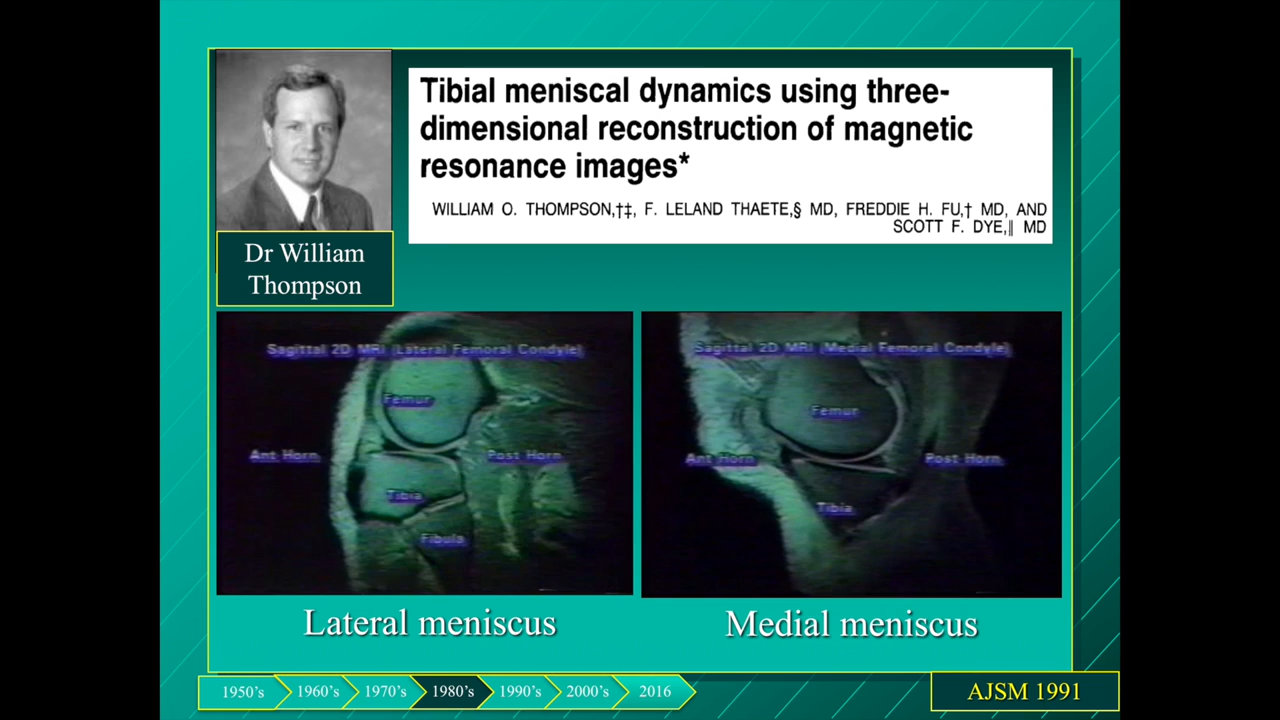 Tibial meniscal dynamics using three-
dimensional reconstruction of magnetic
resonance images*
WILLIAM O. THOMPSON,†‡, F. LELAND THAETE,§ MD, FREDDIE H. FU,† MD, AND
SCOTT F. DYE,∥ MD
Dr William
Thompson
Sagittal 2D MRI (Lateral Femoral Condyle)
Femur
Ant Horn
Post Horn
Tibia
Fibula
Sagittal 2D MRI (Medial Femoral Condyle)
Femur
Ant Horn
Post Horn
Tibia
Lateral meniscus
Medial meniscus
1950's
1960's
1970's
1980's
1990's
2000's
2016
AJSM 1991